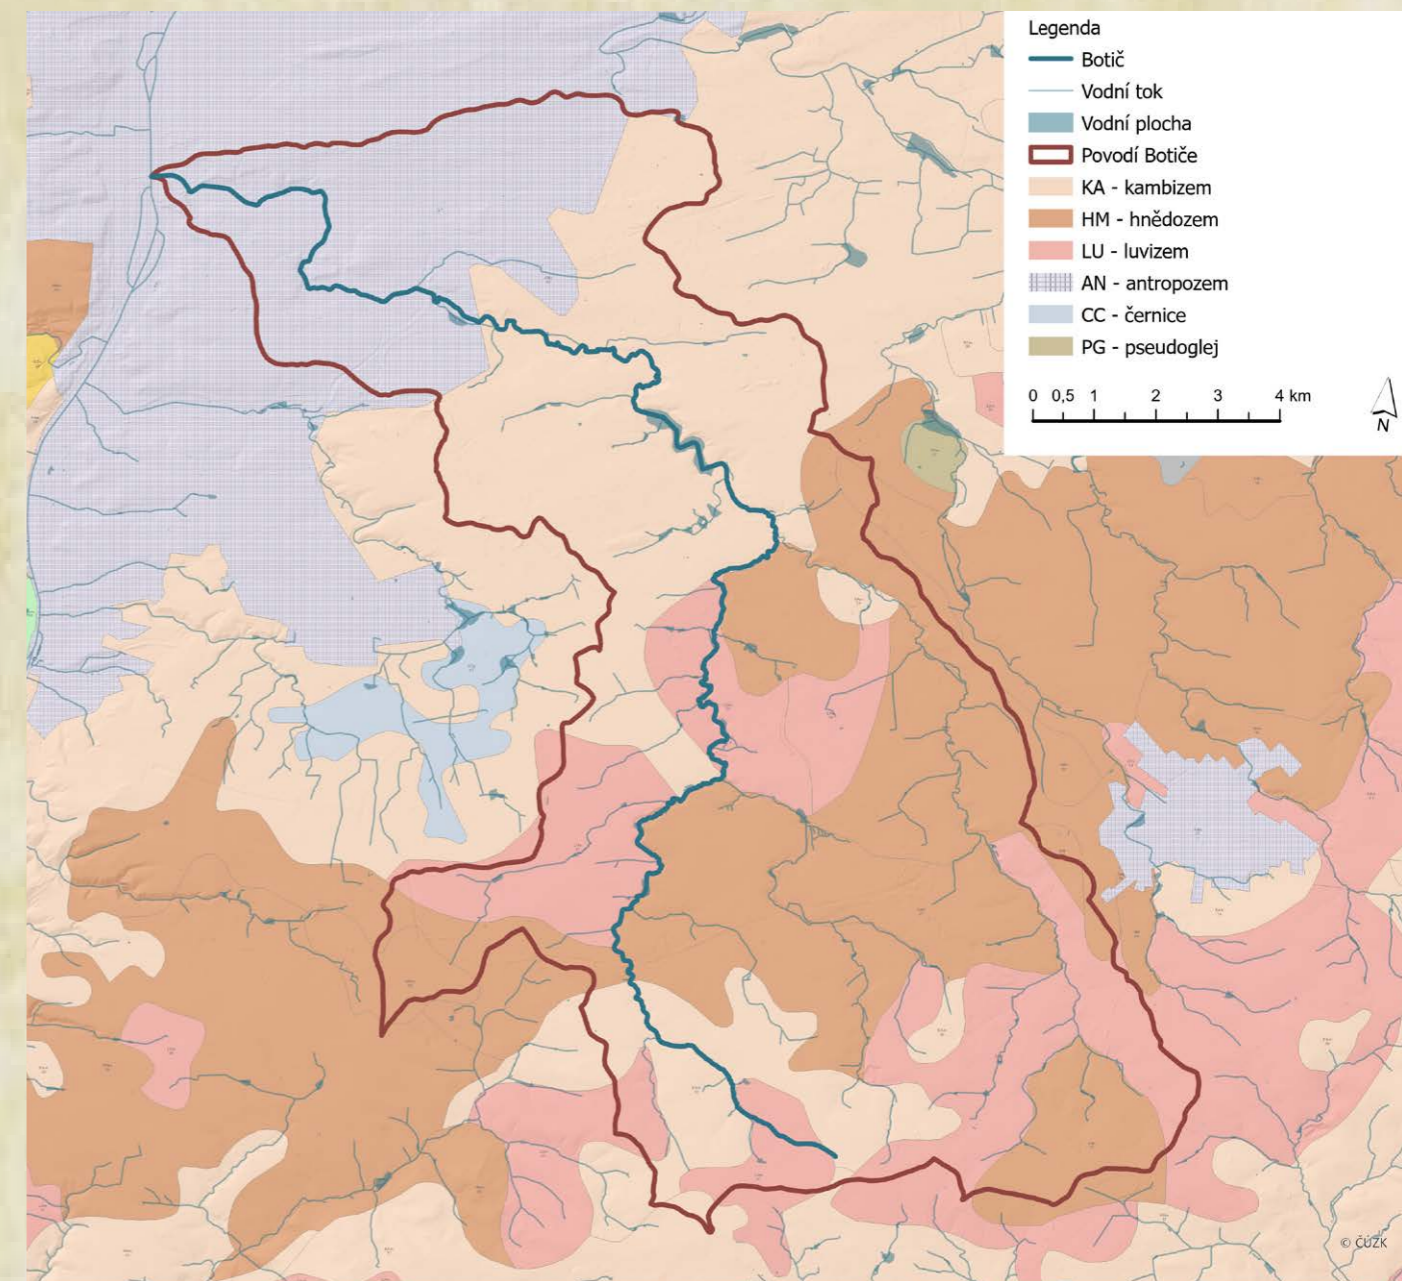 Legenda
Botič
Vodní tok
Vodní plocha
Povodí Botiče
KA - kambizem
HM - hnědozem
LU - luvizem
AN - antropozem
CC - černice
PG - pseudoglej
0 0,5 1 2 3 4 km
N
© ČÚZK